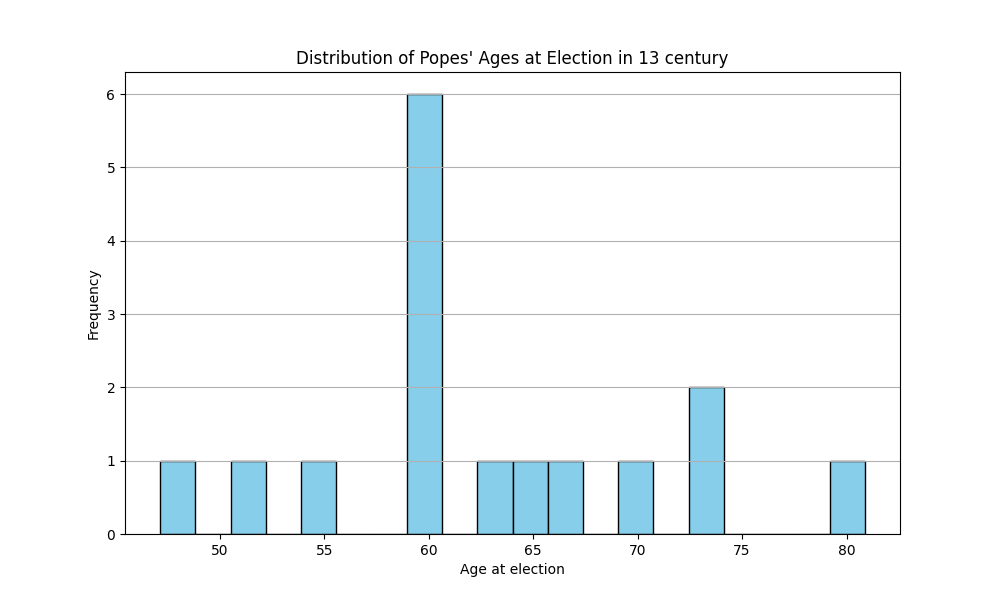 Distribution of Popes' Ages at Election in 13 century
6
5
4
3
2
1
0
Frequency
50 55 60 65 70 75 80
Age at election